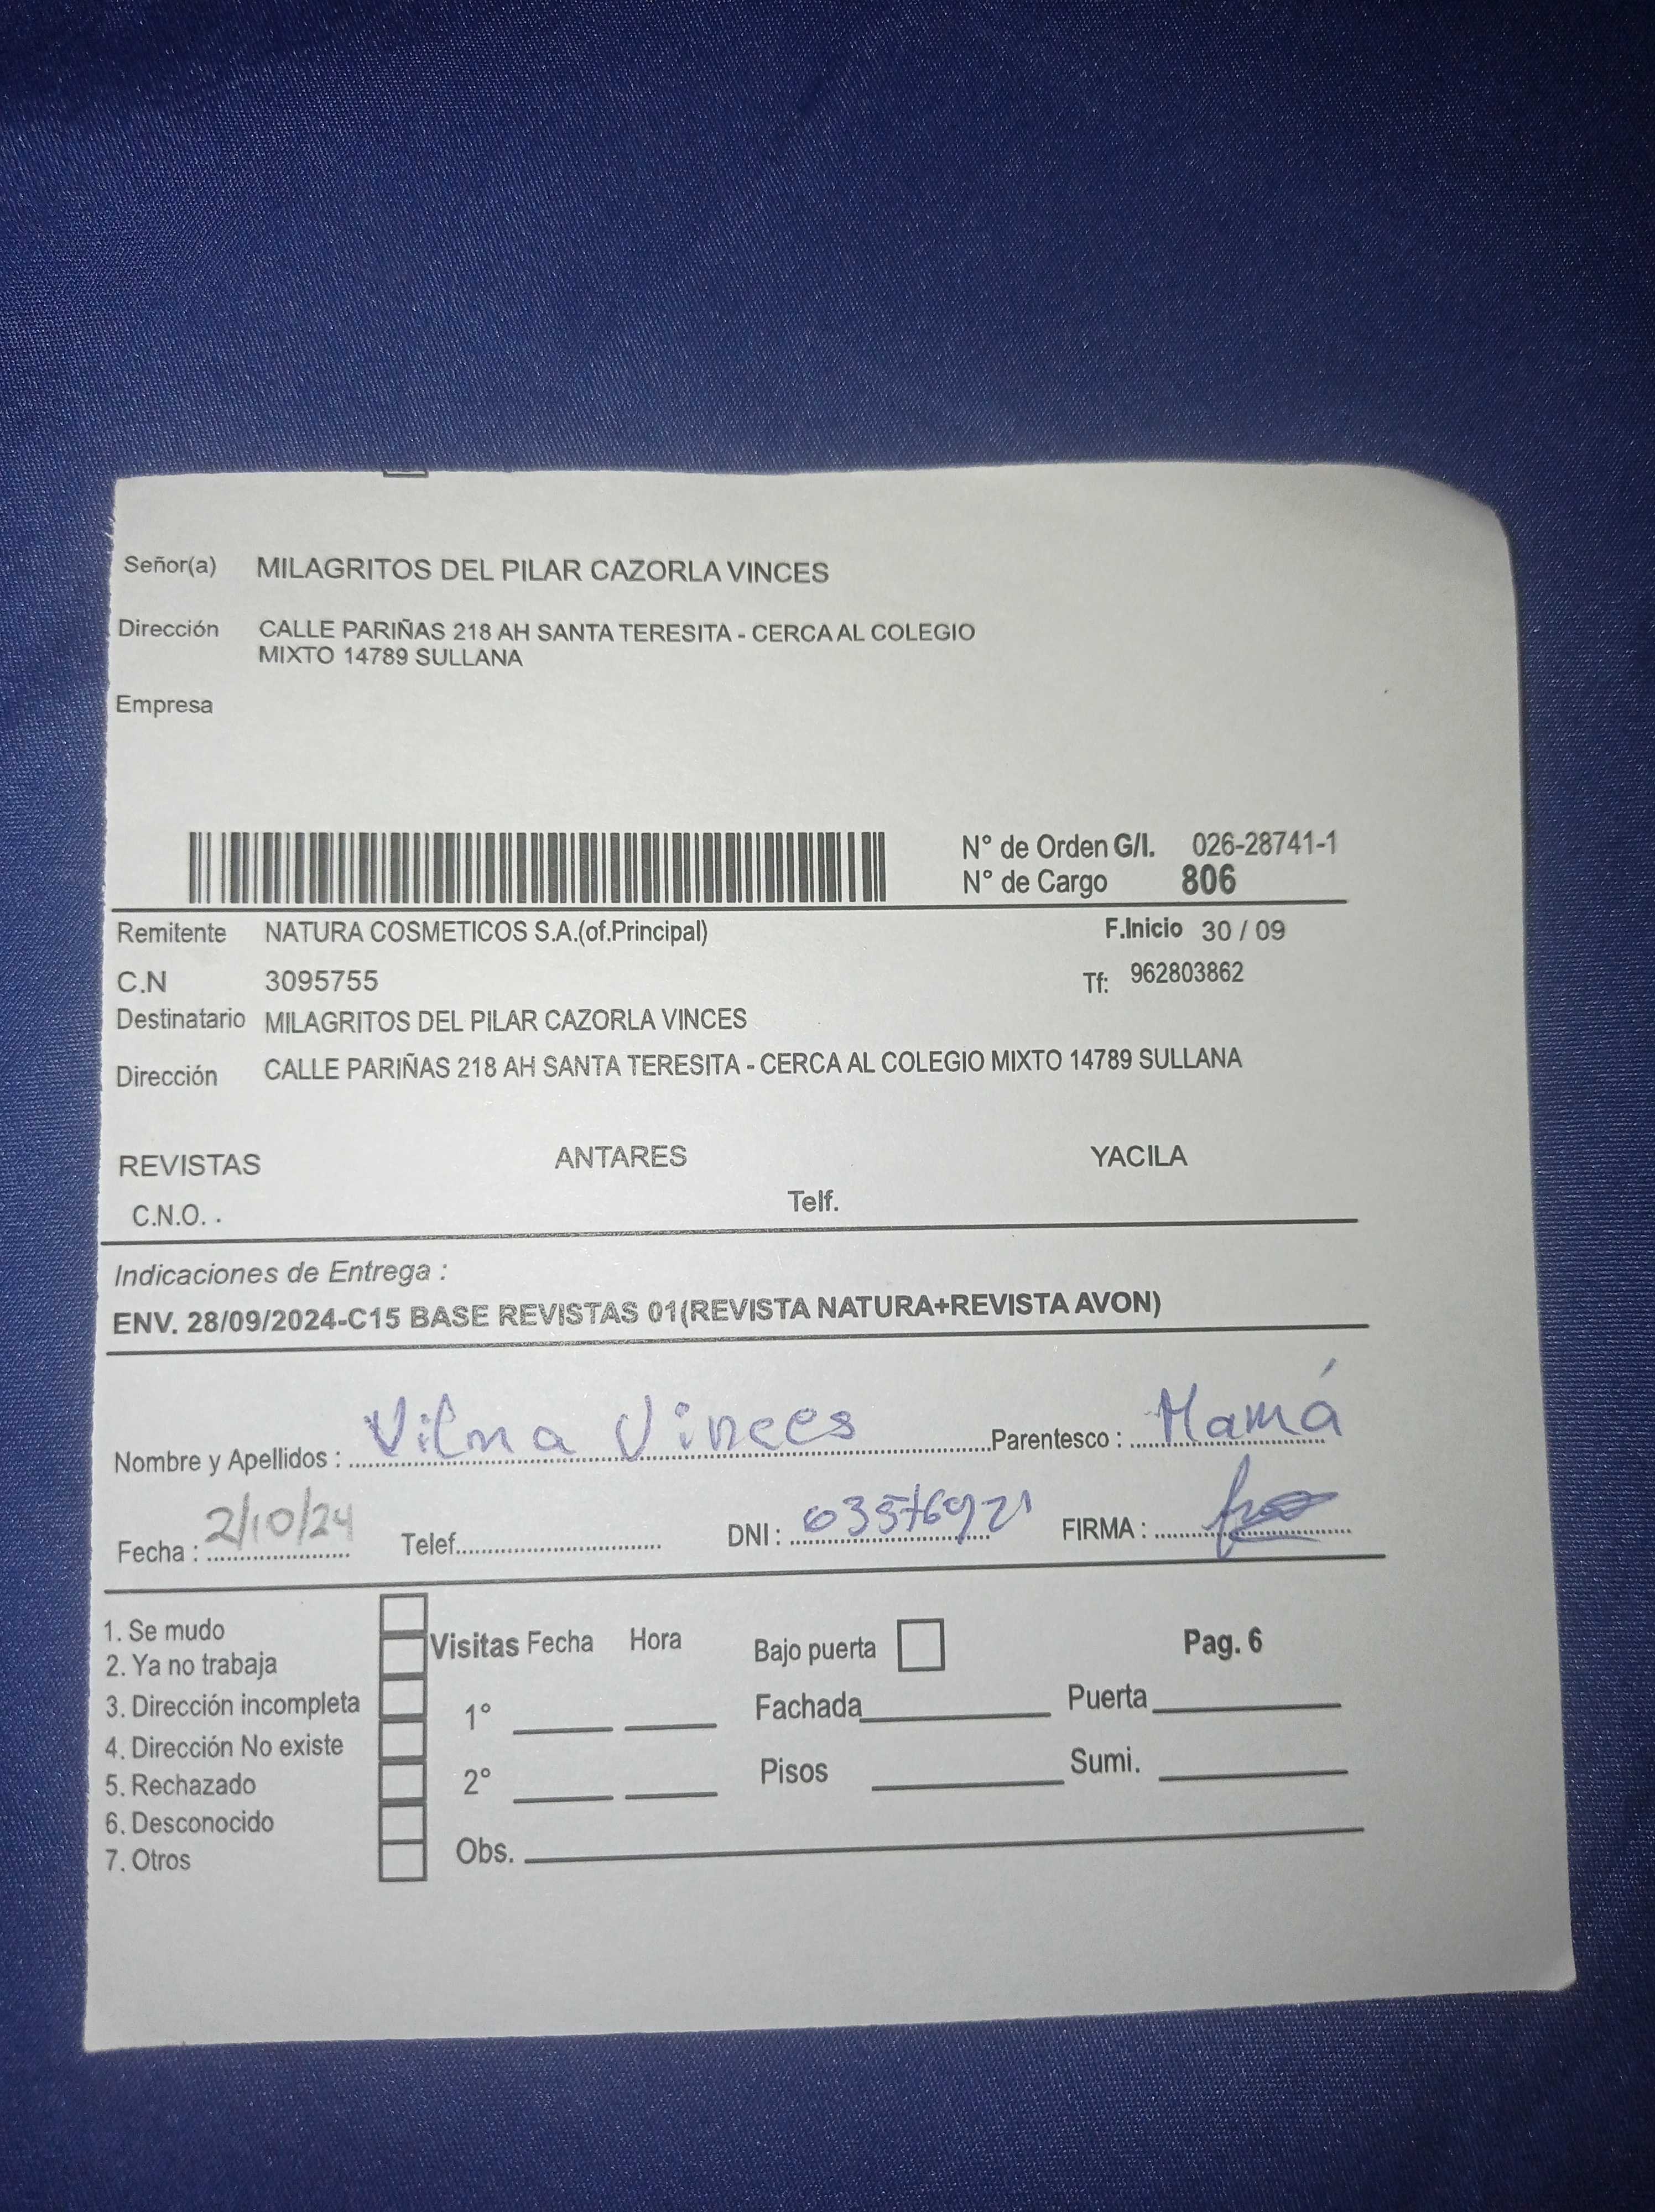 Señor(a) MILAGRITOS DEL PILAR CAZORLA VINCES
Dirección CALLE PARIÑAS 218 AH SANTA TERESITA - CERCA AL COLEGIO
MIXTO 14789 SULLANA
Empresa
N° de Orden G/I. 026-28741-1
N° de Cargo 806
Remitente NATURA COSMETICOS S.A.(of.Principal) F.Inicio 30 / 09
C.N 3095755 Tf: 962803862
Destinatario MILAGRITOS DEL PILAR CAZORLA VINCES
Dirección CALLE PARIÑAS 218 AH SANTA TERESITA - CERCA AL COLEGIO MIXTO 14789 SULLANA
REVISTAS ANTARES YACILA
C.N.O. . Telf.
Indicaciones de Entrega :
ENV. 28/09/2024-C15 BASE REVISTAS 01(REVISTA NATURA+REVISTA AVON)
Nombre y Apellidos : Vilma Vinces Parentesco : Mamá
Fecha : 2/10/24 Telef. DNI : 03576921 FIRMA :
1. Se mudo
2. Ya no trabaja
3. Dirección incompleta
4. Dirección No existe
5. Rechazado
6. Desconocido
7. Otros
Visitas Fecha Hora Bajo puerta Pag. 6
1° Fachada Puerta
2° Pisos Sumi.
Obs.